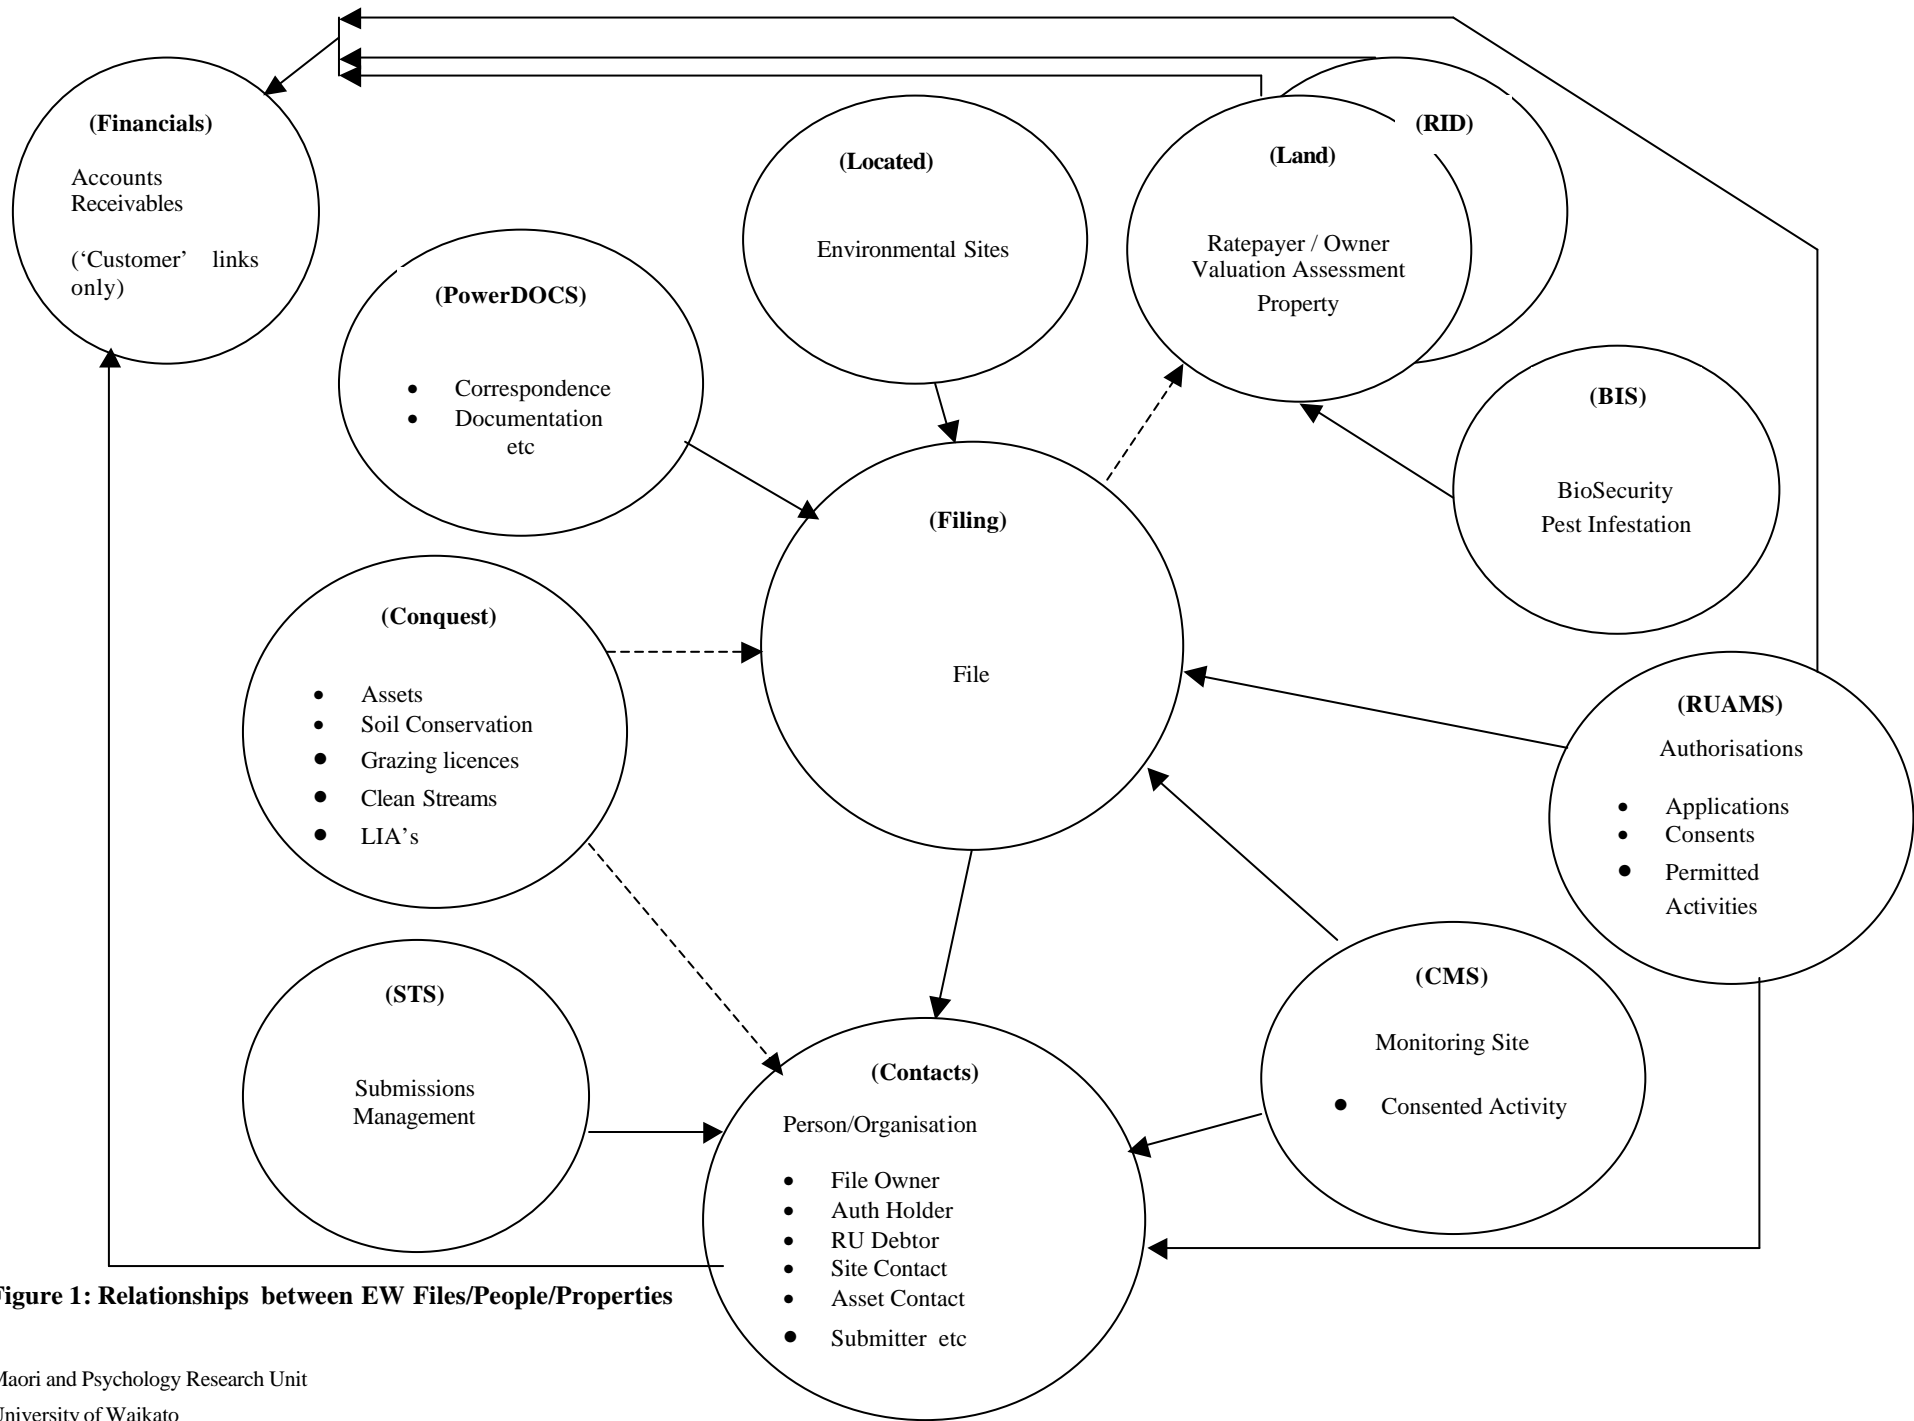 (Financials)
Accounts
Receivables
(‘Customer’ links
only)
(Located)
Environmental Sites
(Land)
Ratepayer / Owner
Valuation Assessment
Property
(RID)
(PowerDOCS)
• Correspondence
• Documentation
etc
(BIS)
BioSecurity
Pest Infestation
(Filing)
File
(Conquest)
• Assets
• Soil Conservation
• Grazing licences
• Clean Streams
• LIA’s
(RUAMS)
Authorisations
• Applications
• Consents
• Permitted
Activities
(STS)
Submissions
Management
(CMS)
Monitoring Site
• Consented Activity
(Contacts)
Person/Organisation
• File Owner
• Auth Holder
• RU Debtor
• Site Contact
• Asset Contact
• Submitter etc
Figure 1: Relationships between EW Files/People/Properties
Maori and Psychology Research Unit
University of Waikato